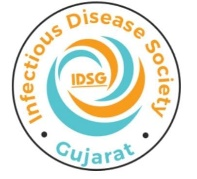 Infectious Disease Society
IDSG
Gujarat